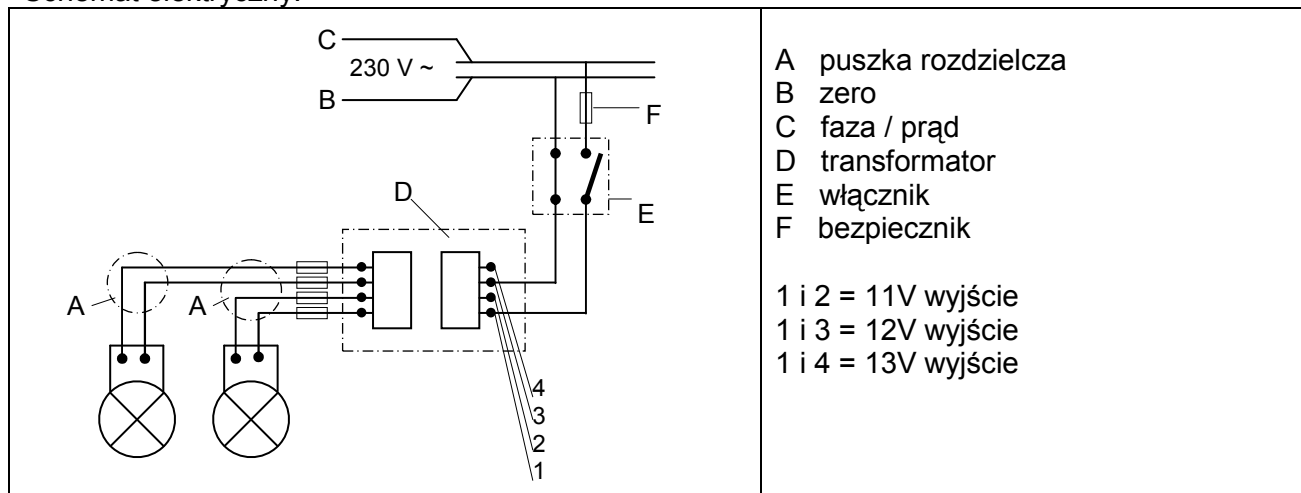 C
230 V ~
B
F
E
D
A
A
4
3
2
1
A puszka rozdzielcza
B zero
C faza / prąd
D transformator
E włącznik
F bezpiecznik
1 i 2 = 11V wyjście
1 i 3 = 12V wyjście
1 i 4 = 13V wyjście